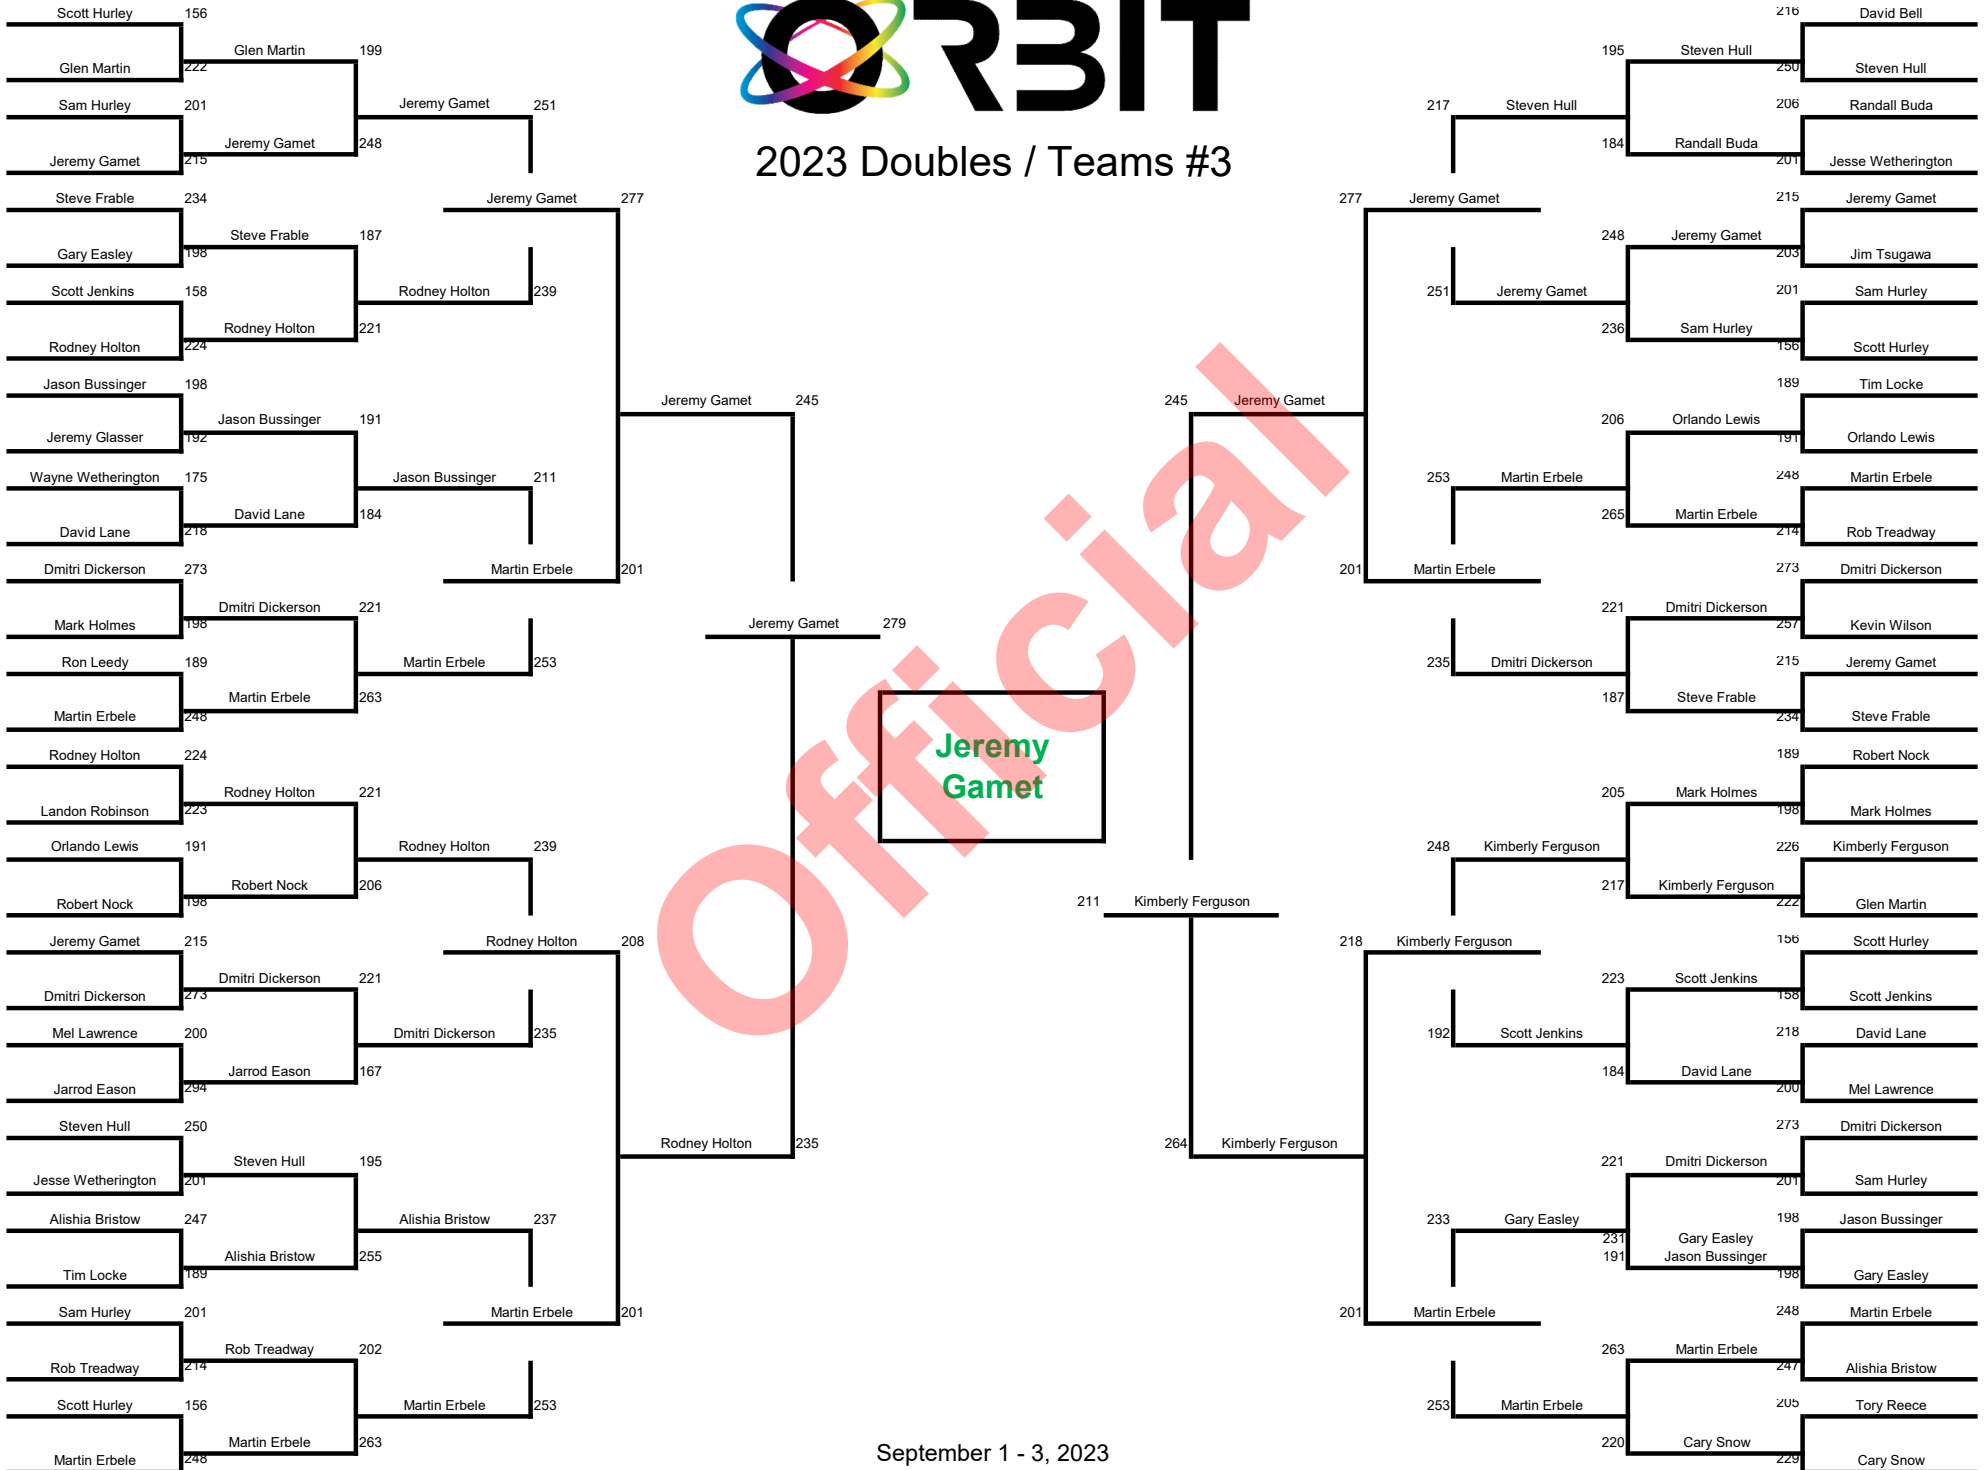 ORBIT
2023 Doubles / Teams #3
Scott Hurley 156
Glen Martin 222
Sam Hurley 201
Jeremy Gamet 215
Steve Frable 234
Gary Easley 198
Scott Jenkins 158
Rodney Holton 224
Jason Bussinger 198
Jeremy Glasser 192
Wayne Wetherington 175
David Lane 218
Dmitri Dickerson 273
Mark Holmes 198
Ron Leedy 189
Martin Erbele 248
Rodney Holton 224
Landon Robinson 223
Orlando Lewis 191
Robert Nock 198
Jeremy Gamet 215
Dmitri Dickerson 273
Mel Lawrence 200
Jarrod Eason 294
Steven Hull 250
Jesse Wetherington 201
Alishia Bristow 247
Tim Locke 189
Sam Hurley 201
Rob Treadway 214
Scott Hurley 156
Martin Erbele 248
Glen Martin 199
Jeremy Gamet 248
Steve Frable 187
Rodney Holton 221
Jason Bussinger 191
David Lane 184
Dmitri Dickerson 221
Martin Erbele 263
Rodney Holton 221
Robert Nock 206
Dmitri Dickerson 221
Jarrod Eason 167
Steven Hull 195
Alishia Bristow 255
Rob Treadway 202
Martin Erbele 263
Jeremy Gamet 251
Rodney Holton 239
Jason Bussinger 211
Martin Erbele 253
Rodney Holton 239
Dmitri Dickerson 235
Alishia Bristow 237
Martin Erbele 253
Jeremy Gamet 277
Martin Erbele 201
Rodney Holton 208
Martin Erbele 201
Jeremy Gamet 245
Rodney Holton 235
Jeremy Gamet 279
Jeremy
Gamet
Official
211 Kimberly Ferguson
245 Jeremy Gamet
264 Kimberly Ferguson
277 Jeremy Gamet
201 Martin Erbele
218 Kimberly Ferguson
201 Martin Erbele
217 Steven Hull
251 Jeremy Gamet
253 Martin Erbele
235 Dmitri Dickerson
248 Kimberly Ferguson
192 Scott Jenkins
233 Gary Easley
253 Martin Erbele
195 Steven Hull
184 Randall Buda
248 Jeremy Gamet
236 Sam Hurley
206 Orlando Lewis
265 Martin Erbele
221 Dmitri Dickerson
187 Steve Frable
205 Mark Holmes
217 Kimberly Ferguson
223 Scott Jenkins
184 David Lane
221 Dmitri Dickerson
231 Gary Easley
191 Jason Bussinger
263 Martin Erbele
220 Cary Snow
216 David Bell
250 Steven Hull
206 Randall Buda
201 Jesse Wetherington
215 Jeremy Gamet
203 Jim Tsugawa
201 Sam Hurley
156 Scott Hurley
189 Tim Locke
191 Orlando Lewis
248 Martin Erbele
214 Rob Treadway
273 Dmitri Dickerson
257 Kevin Wilson
215 Jeremy Gamet
234 Steve Frable
189 Robert Nock
198 Mark Holmes
226 Kimberly Ferguson
222 Glen Martin
156 Scott Hurley
158 Scott Jenkins
218 David Lane
200 Mel Lawrence
273 Dmitri Dickerson
201 Sam Hurley
198 Jason Bussinger
198 Gary Easley
248 Martin Erbele
247 Alishia Bristow
205 Tory Reece
229 Cary Snow
September 1 - 3, 2023